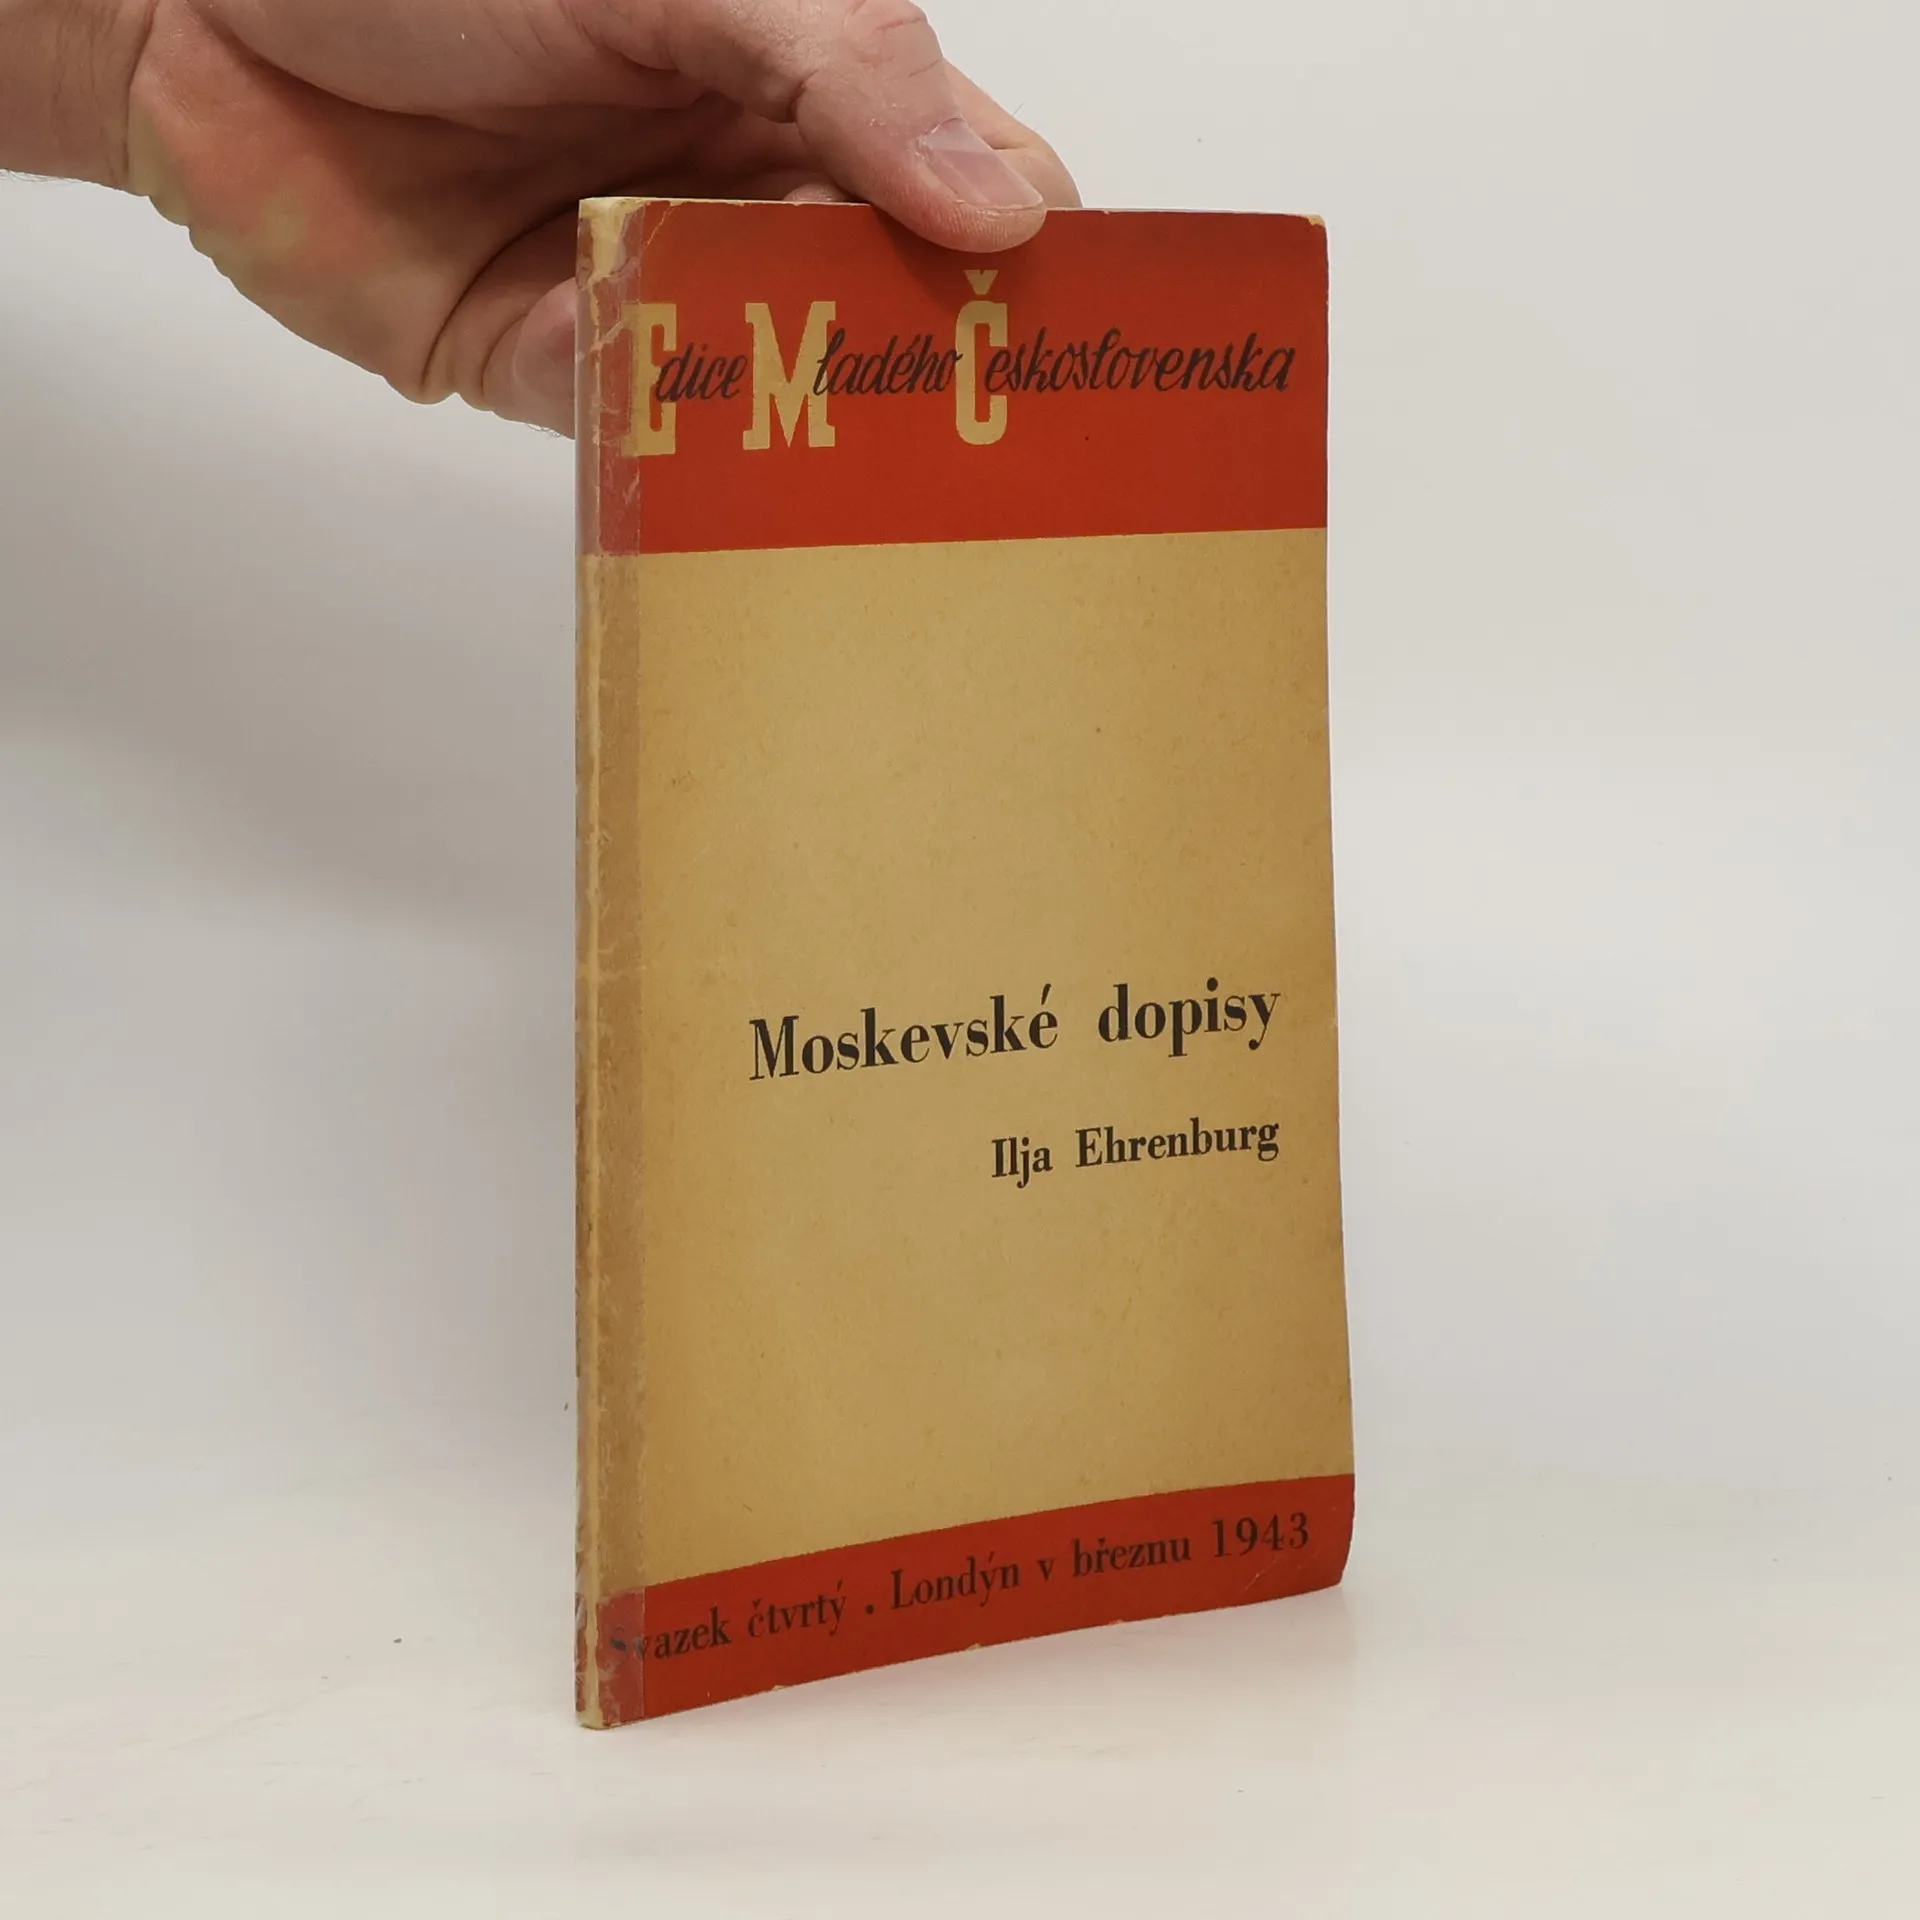 Edice Mladého Československa
Moskevské dopisy
Ilja Ehrenburg
Svazek čtvrtý . Londýn v březnu 1943